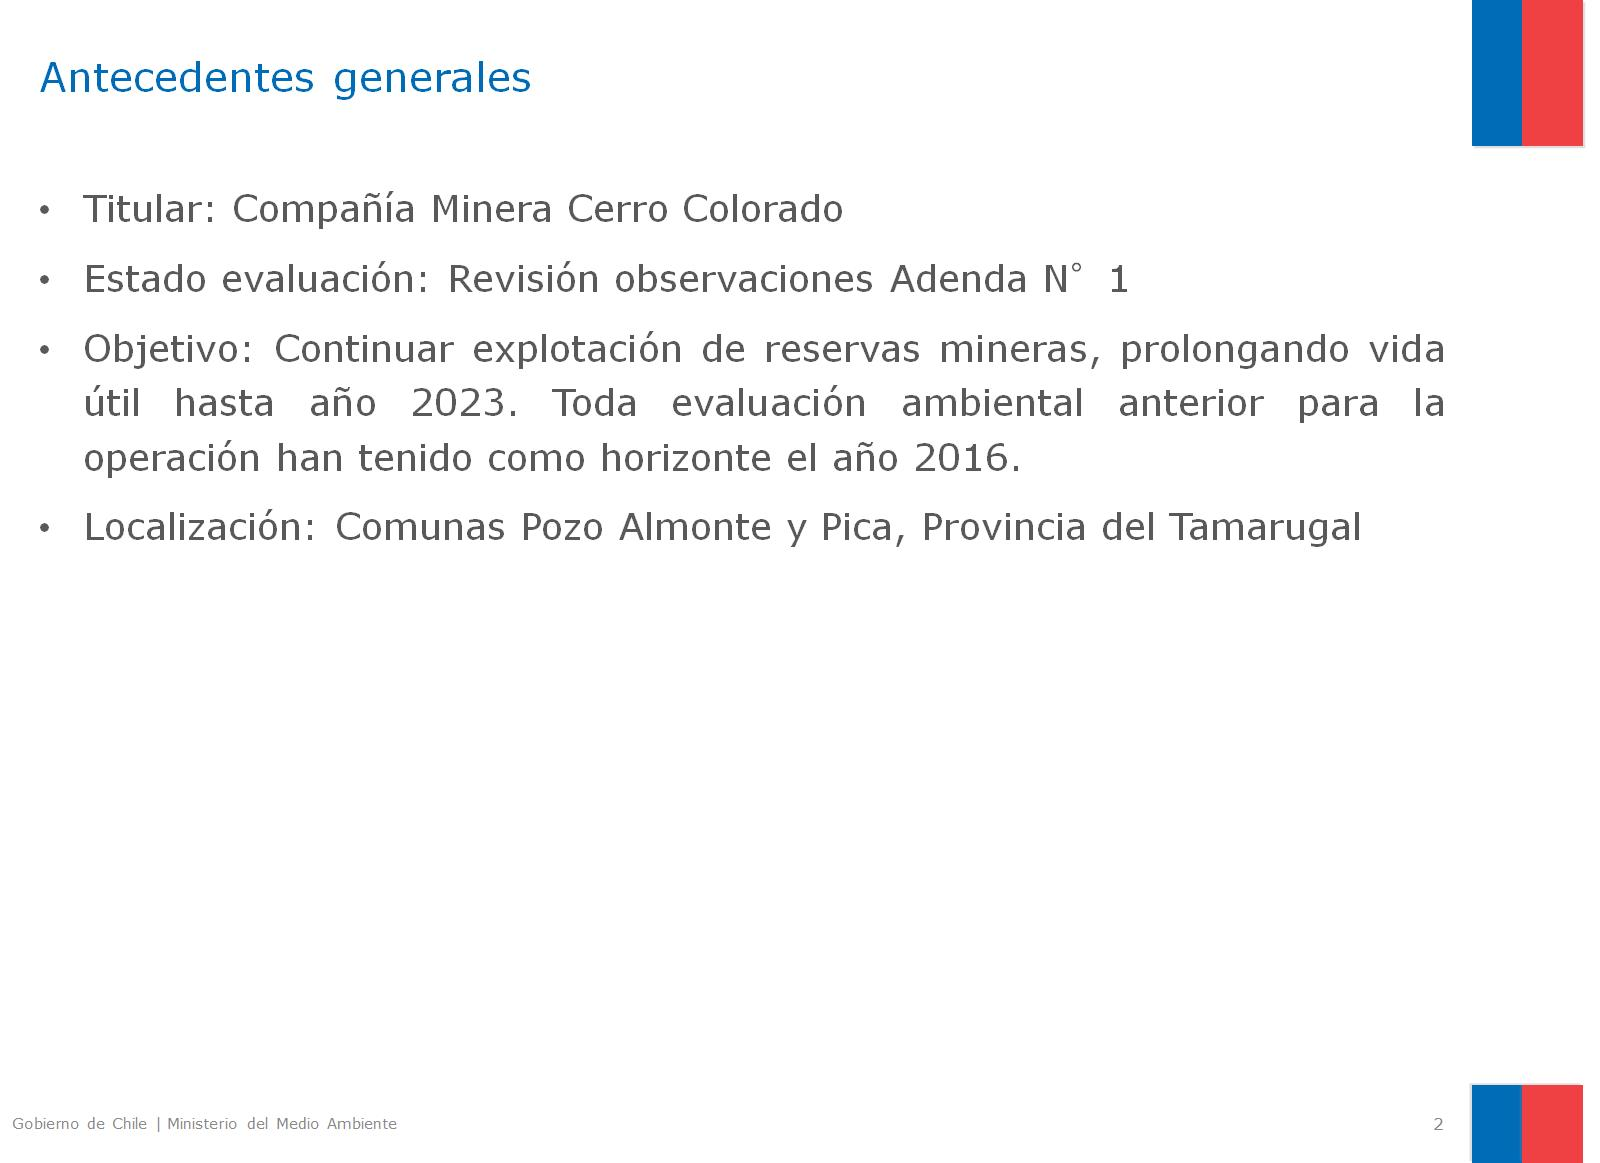 Antecedentes generales
• Titular: Compañía Minera Cerro Colorado
• Estado evaluación: Revisión observaciones Adenda N° 1
• Objetivo: Continuar explotación de reservas mineras, prolongando vida
útil hasta año 2023. Toda evaluación ambiental anterior para la
operación han tenido como horizonte el año 2016.
• Localización: Comunas Pozo Almonte y Pica, Provincia del Tamarugal
Gobierno de Chile | Ministerio del Medio Ambiente
2